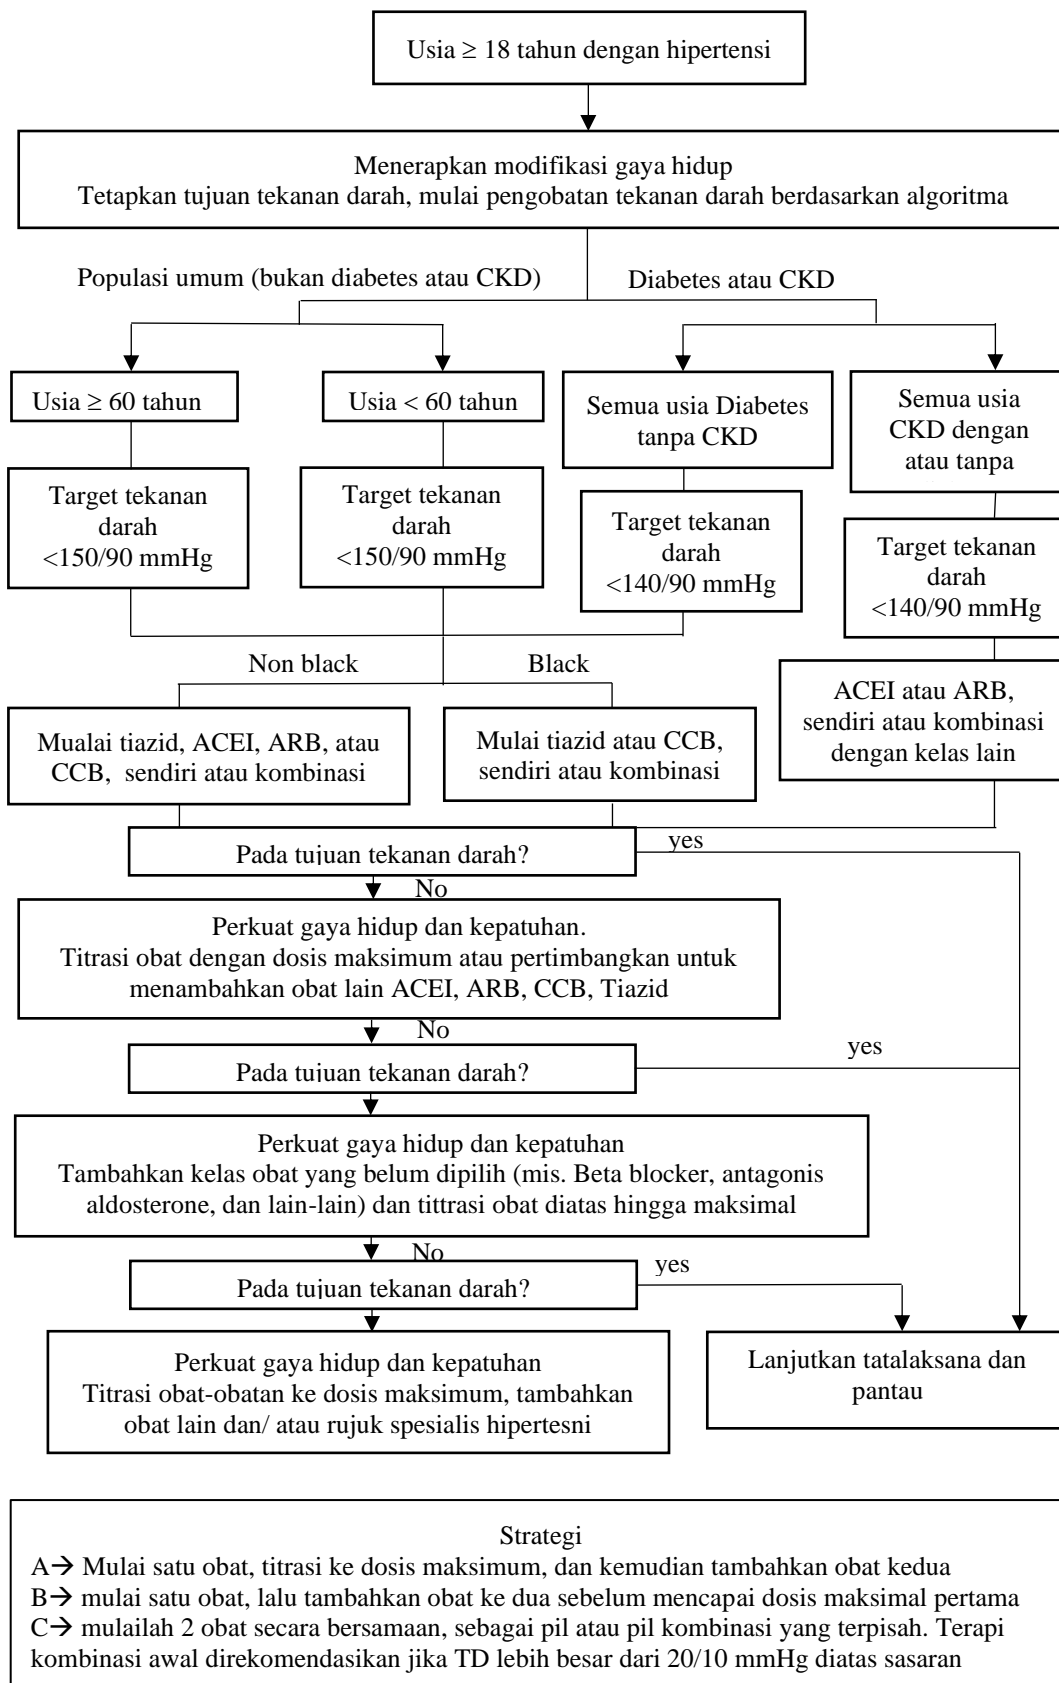 Usia ≥ 18 tahun dengan hipertensi
Menerapkan modifikasi gaya hidup
Tetapkan tujuan tekanan darah, mulai pengobatan tekanan darah berdasarkan algoritma
Populasi umum (bukan diabetes atau CKD)
Diabetes atau CKD
Usia ≥ 60 tahun
Usia < 60 tahun
Semua usia Diabetes
tanpa CKD
Semua usia
CKD dengan
atau tanpa
Target tekanan
darah
<150/90 mmHg
Target tekanan
darah
<150/90 mmHg
Target tekanan
darah
<140/90 mmHg
Target tekanan
darah
<140/90 mmHg
Non black
Black
Mualai tiazid, ACEI, ARB, atau
CCB, sendiri atau kombinasi
Mulai tiazid atau CCB,
sendiri atau kombinasi
ACEI atau ARB,
sendiri atau kombinasi
dengan kelas lain
Pada tujuan tekanan darah?
yes
No
Perkuat gaya hidup dan kepatuhan.
Titrasi obat dengan dosis maksimum atau pertimbangkan untuk
menambahkan obat lain ACEI, ARB, CCB, Tiazid
No
Pada tujuan tekanan darah?
yes
Perkuat gaya hidup dan kepatuhan
Tambahkan kelas obat yang belum dipilih (mis. Beta blocker, antagonis
aldosterone, dan lain-lain) dan tittrasi obat diatas hingga maksimal
No
Pada tujuan tekanan darah?
yes
Perkuat gaya hidup dan kepatuhan
Titrasi obat-obatan ke dosis maksimum, tambahkan
obat lain dan/ atau rujuk spesialis hipertesni
Lanjutkan tatalaksana dan
pantau
Strategi
A→ Mulai satu obat, titrasi ke dosis maksimum, dan kemudian tambahkan obat kedua
B→ mulai satu obat, lalu tambahkan obat ke dua sebelum mencapai dosis maksimal pertama
C→ mulailah 2 obat secara bersamaan, sebagai pil atau pil kombinasi yang terpisah. Terapi
kombinasi awal direkomendasikan jika TD lebih besar dari 20/10 mmHg diatas sasaran